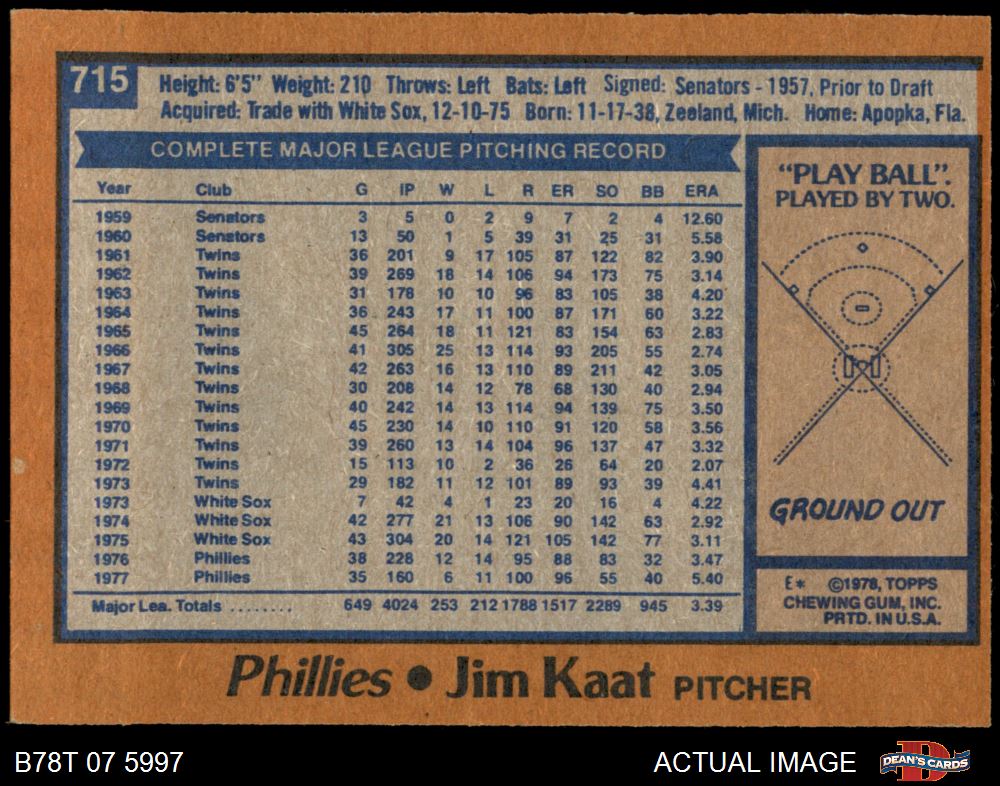 715
Height: 6'5" Weight: 210 Throws: Left Bats: Left Signed: Senators - 1957, Prior to Draft
Acquired: Trade with White Sox, 12-10-75 Born: 11-17-38, Zeeland, Mich. Home: Apopka, Fla.
COMPLETE MAJOR LEAGUE PITCHING RECORD
Year Club G IP W L R ER SO BB ERA
1959 Senators 3 5 0 2 9 7 2 4 12.60
1960 Senators 13 50 1 5 39 31 25 31 5.58
1961 Twins 36 201 9 17 105 87 122 82 3.90
1962 Twins 39 269 18 14 106 94 173 75 3.14
1963 Twins 31 178 10 10 96 83 105 38 4.20
1964 Twins 36 243 17 11 100 87 171 60 3.22
1965 Twins 45 264 18 11 121 83 154 63 2.83
1966 Twins 41 305 25 13 114 93 205 55 2.74
1967 Twins 42 263 16 13 110 89 211 42 3.05
1968 Twins 30 208 14 12 78 68 130 40 2.94
1969 Twins 40 242 14 13 114 94 139 75 3.50
1970 Twins 45 230 14 10 110 91 120 58 3.56
1971 Twins 39 260 13 14 104 96 137 47 3.32
1972 Twins 15 113 10 2 36 26 64 20 2.07
1973 Twins 29 182 11 12 101 89 93 39 4.41
1973 White Sox 7 42 4 1 23 20 16 4 4.22
1974 White Sox 42 277 21 13 106 90 142 63 2.92
1975 White Sox 43 304 20 14 121 105 142 77 3.11
1976 Phillies 38 228 12 14 95 88 83 32 3.47
1977 Phillies 35 160 6 11 100 96 55 40 5.40
Major Lea. Totals ........ 649 4024 253 212 1788 1517 2289 945 3.39
"PLAY BALL".
PLAYED BY TWO.
GROUND OUT
E* ©1978, TOPPS
CHEWING GUM, INC.
PRTD. IN U.S.A.
Phillies ● Jim Kaat PITCHER
B78T 07 5997
ACTUAL IMAGE
D
DEAN'S CARDS